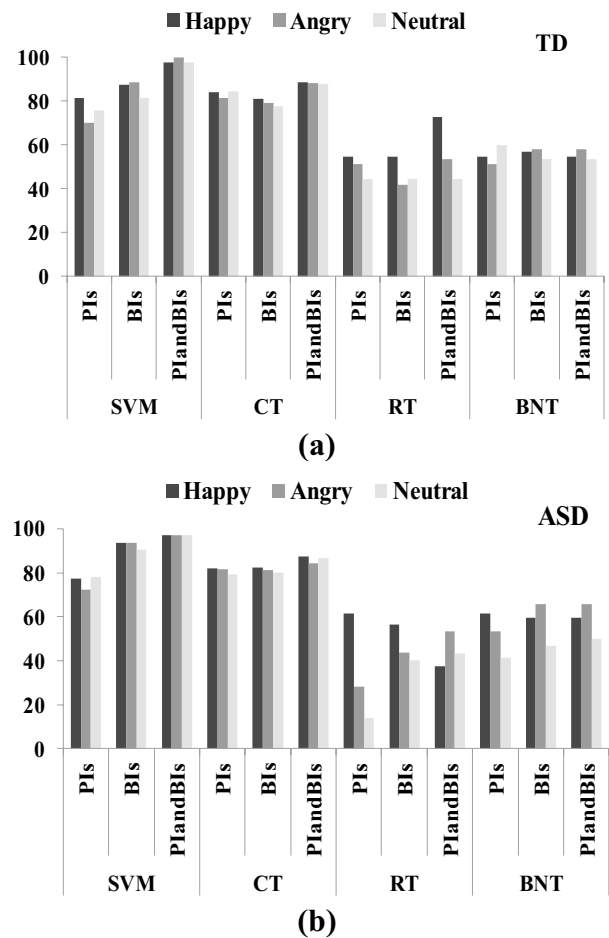 Happy Angry Neutral
TD
100
80
60
40
20
0
PIs BIs PIandBIs PIs BIs PIandBIs PIs BIs PIandBIs PIs BIs PIandBIs
SVM CT RT BNT
(a)
Happy Angry Neutral
ASD
100
80
60
40
20
0
PIs BIs PIandBIs PIs BIs PIandBIs PIs BIs PIandBIs PIs BIs PIandBIs
SVM CT RT BNT
(b)